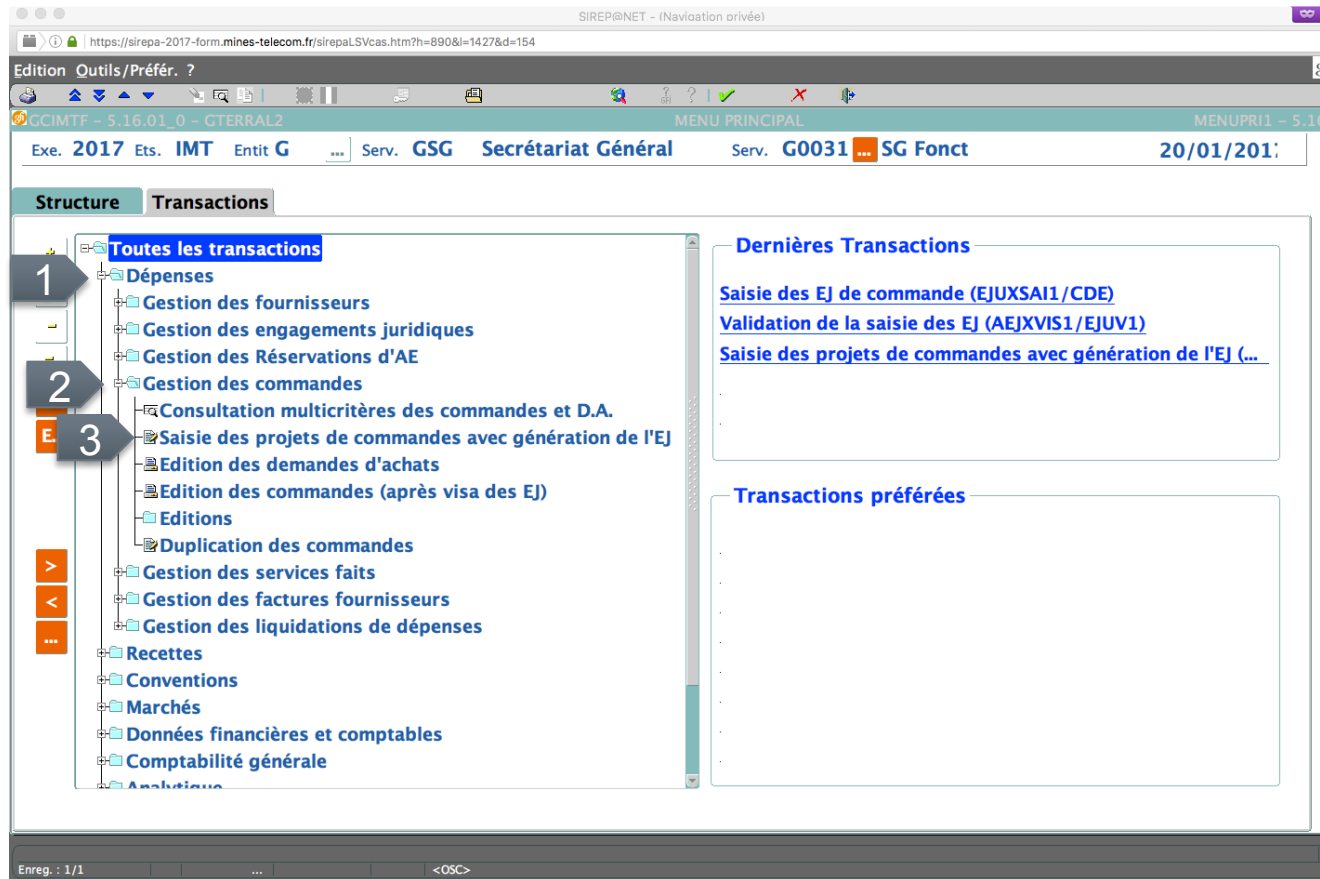 SIREP@NET - (Navigation privée)
https://sirepa-2017-form.mines-telecom.fr/sirepaLSVcas.htm?h=890&l=1427&d=154
Edition Outils/Préfér. ?
GCIMTF - 5.16.01_0 - GTERRAL2 MENU PRINCIPAL MENUPRI1 - 5.1
Exe. 2017 Ets. IMT Entit G ... Serv. GSG Secrétariat Général Serv. G0031 ... SG Fonct 20/01/201
Structure Transactions
Toutes les transactions
1 Dépenses
Gestion des fournisseurs
Gestion des engagements juridiques
Gestion des Réservations d'AE
2 Gestion des commandes
Consultation multicritères des commandes et D.A.
E. 3 Saisie des projets de commandes avec génération de l'EJ
Edition des demandes d'achats
Edition des commandes (après visa des EJ)
Editions
Duplication des commandes
> Gestion des services faits
< Gestion des factures fournisseurs
... Gestion des liquidations de dépenses
Recettes
Conventions
Marchés
Données financières et comptables
Comptabilité générale
Analytique
Dernières Transactions
Saisie des EJ de commande (EJUXSAI1/CDE)
Validation de la saisie des EJ (AEJXVIS1/EJUV1)
Saisie des projets de commandes avec génération de l'EJ (...
Transactions préférées
Enreg. : 1/1 ... <OSC>